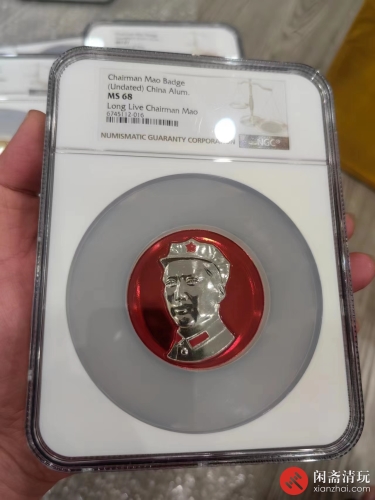 Chairman Mao Badge
(Undated) China Alum.
MS 68
Long Live Chairman Mao
6745112-016
NUMISMATIC GUARANTY CORPORATION
NGC
闲斋清玩
xianzhai.com